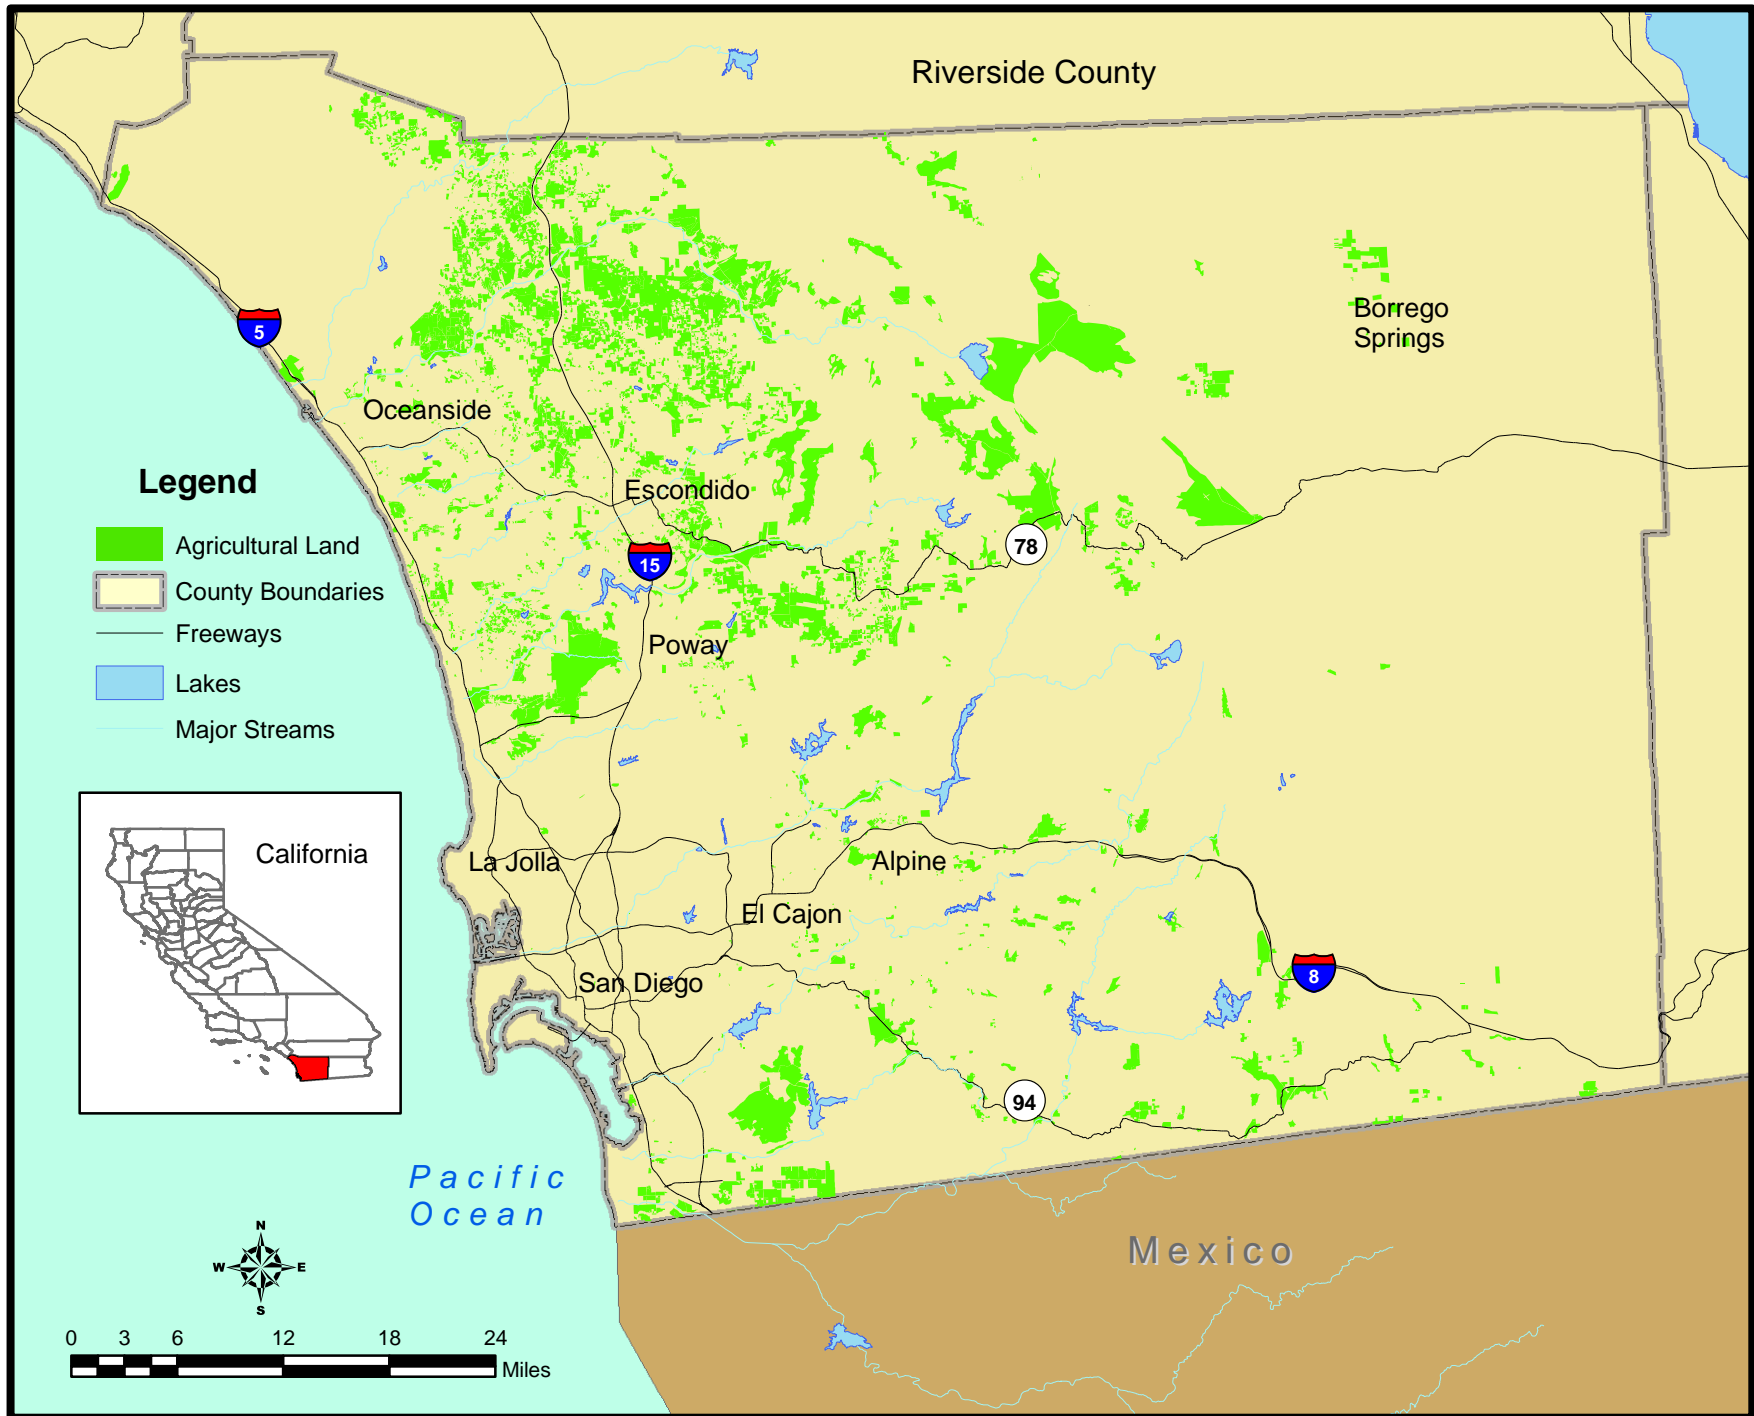 Riverside County
Borrego
Springs
5
Oceanside
Legend
Escondido
Agricultural Land
78
15
County Boundaries
Freeways
Poway
Lakes
Major Streams
California
La Jolla
Alpine
El Cajon
San Diego
8
94
Pacific
Ocean
N
W E
S
Mexico
0 3 6 12 18 24
Miles